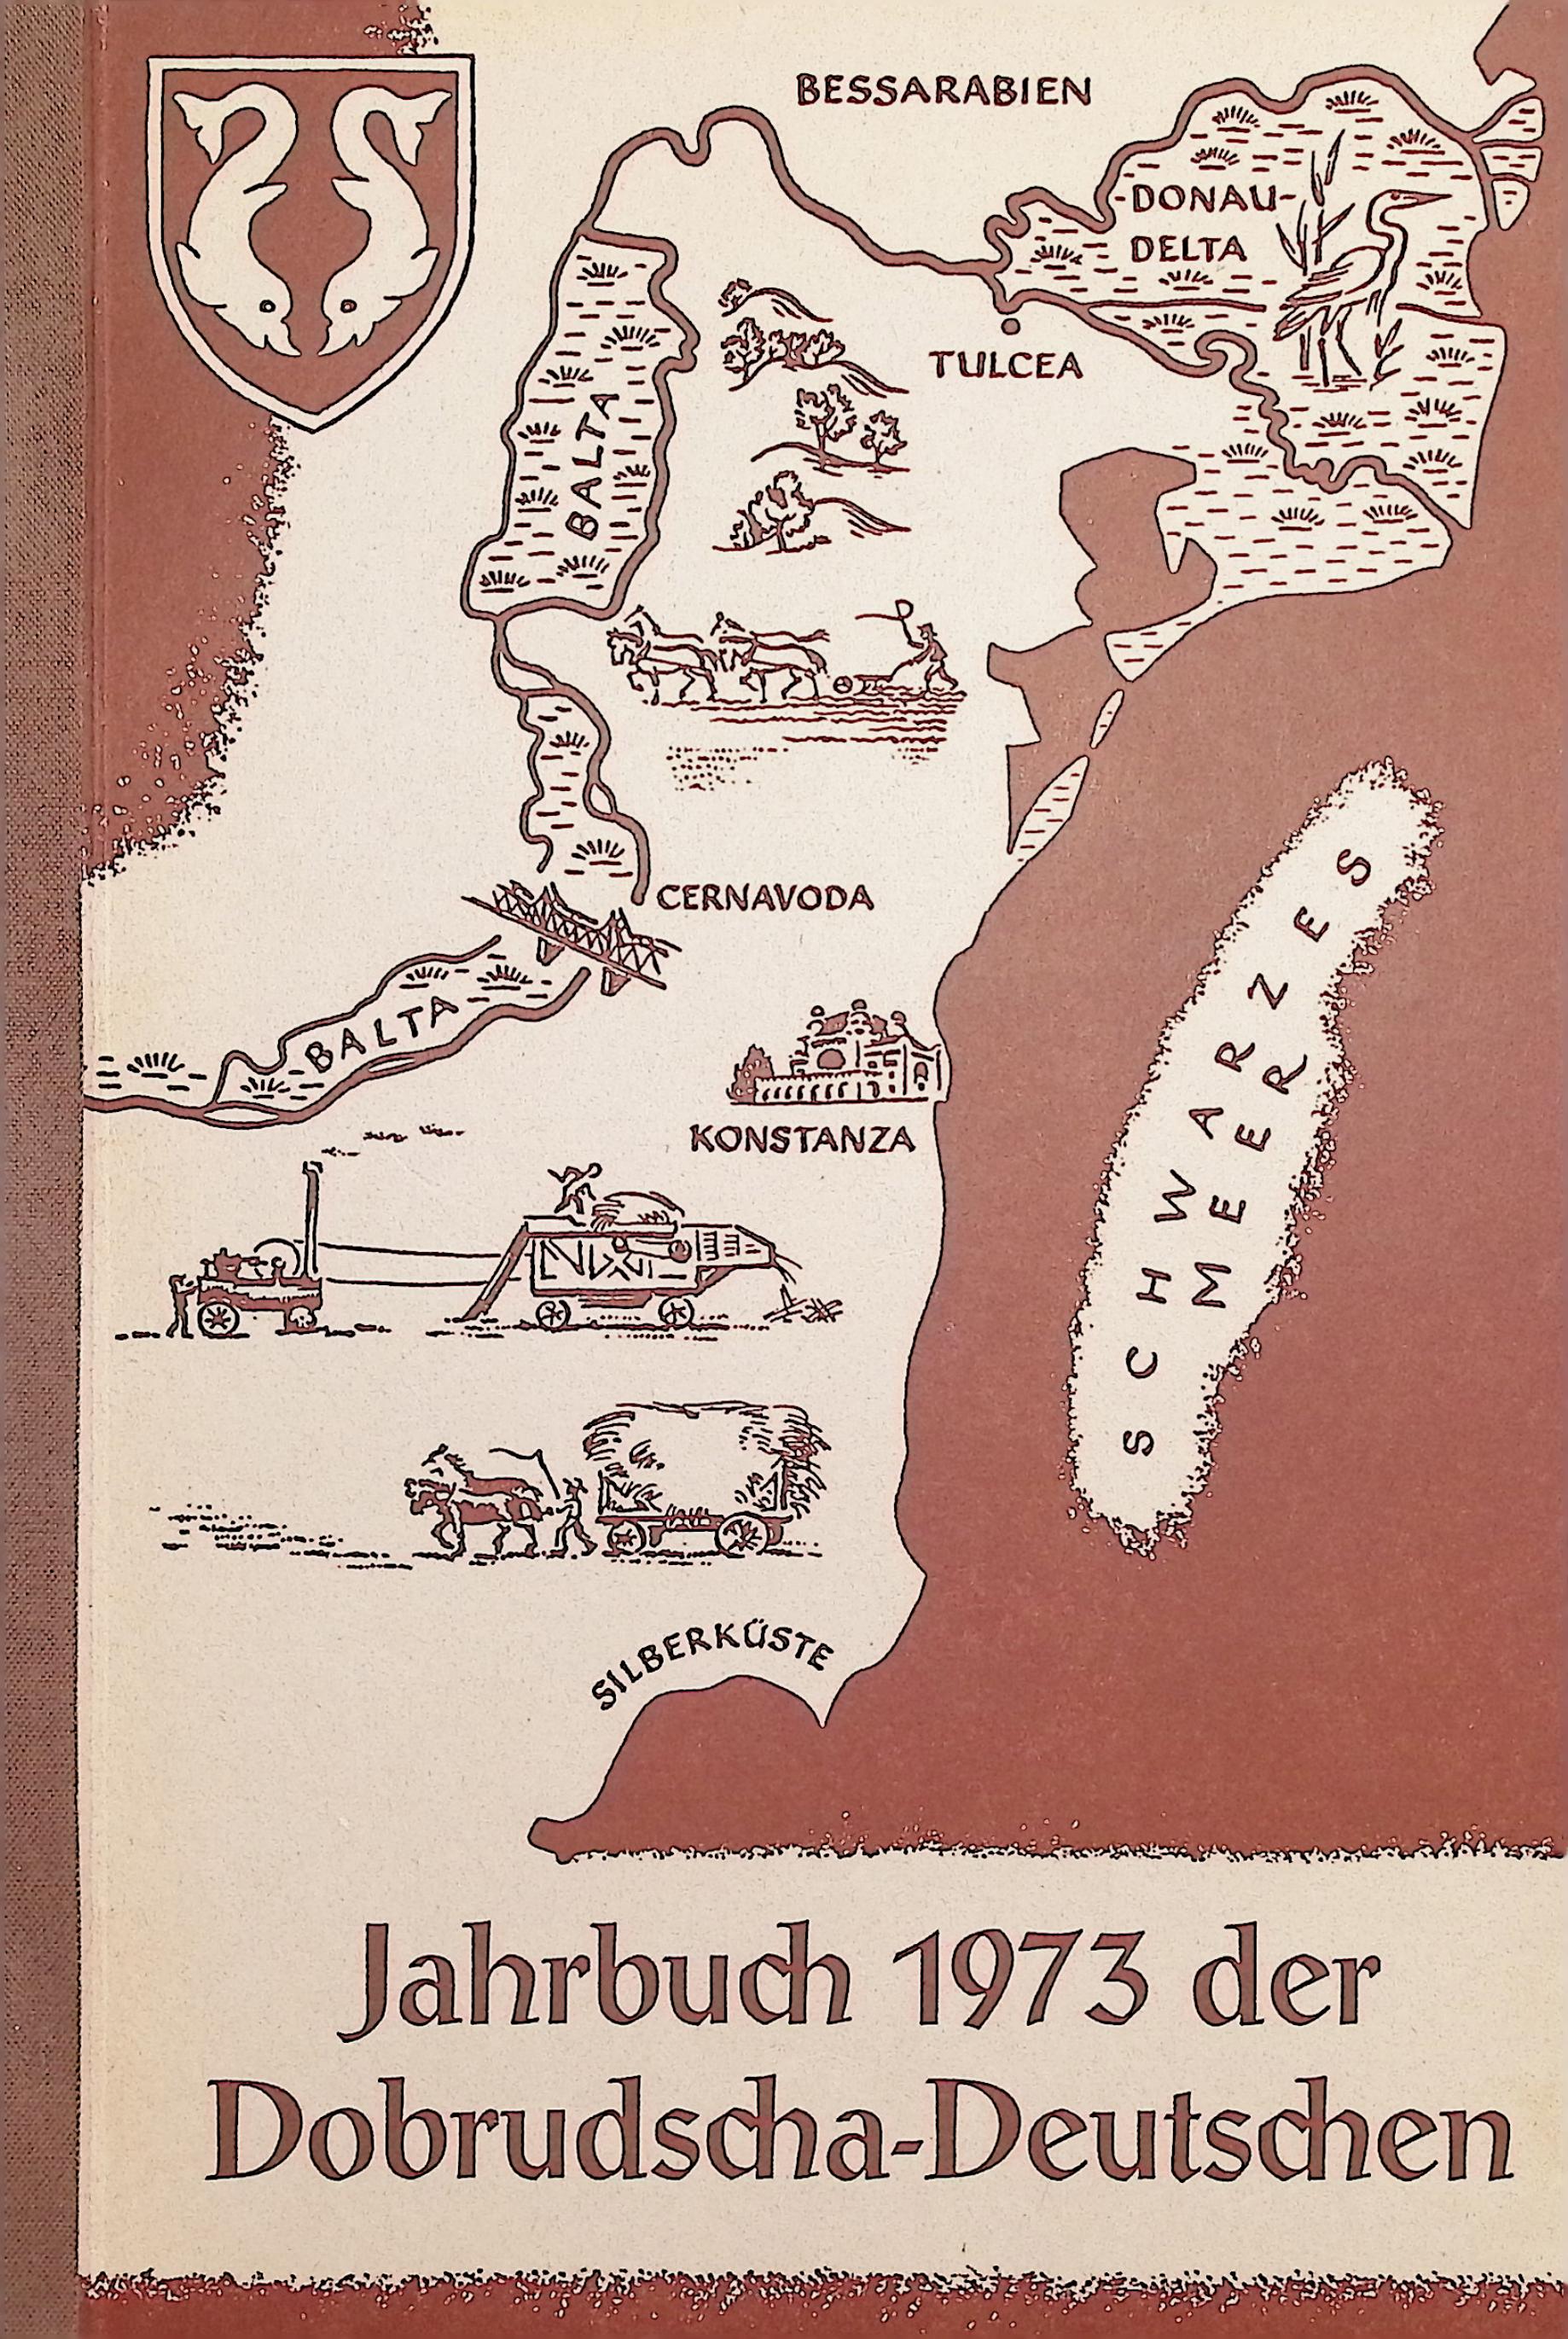 BESSARABIEN
DONAU-
DELTA
TULCEA
BALTA
CERNAVODA
BALTA
KONSTANZA
SCHWARZES
MEER
SILBERKÜSTE
Jahrbuch 1973 der
Dobrudscha-Deutschen